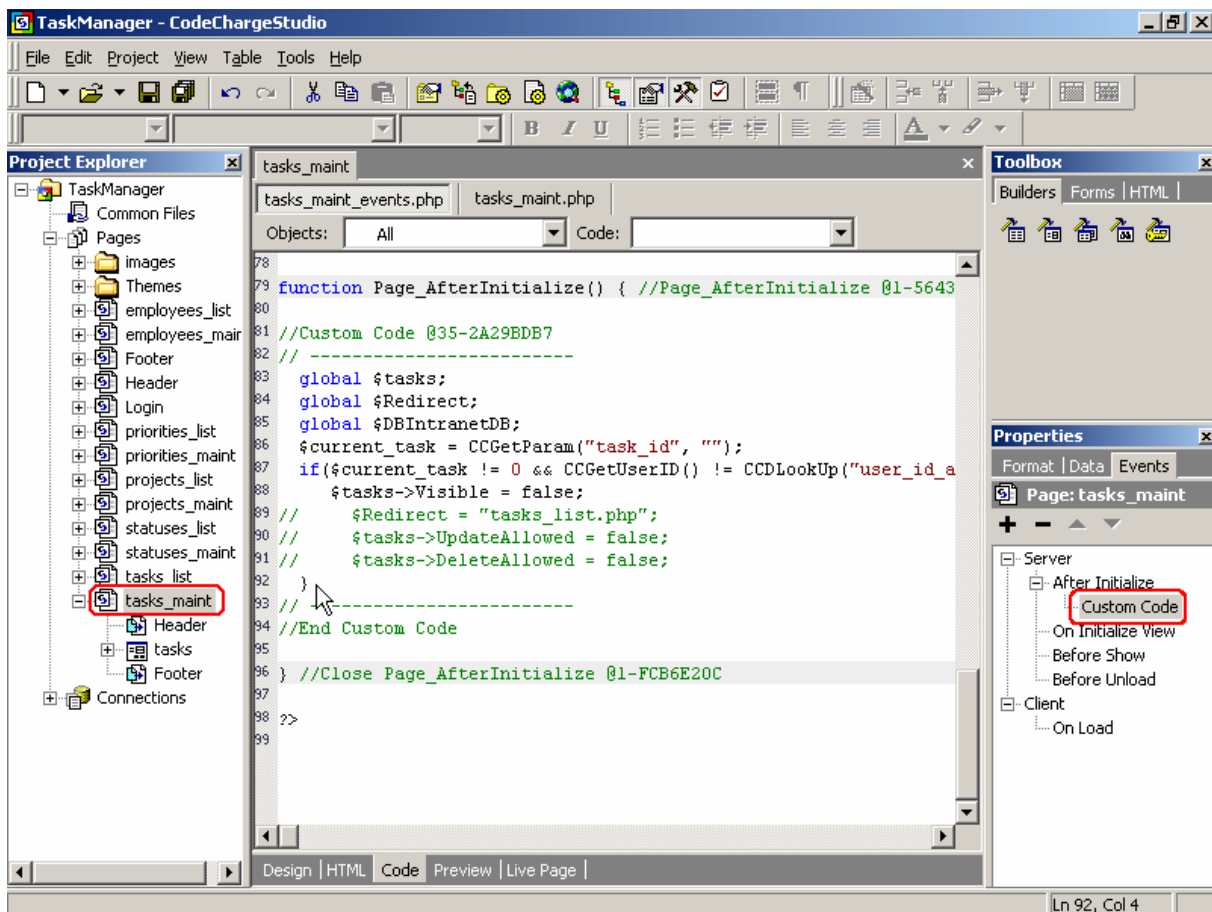 TaskManager - CodeChargeStudio
File Edit Project View Table Tools Help
B I U A
Project Explorer
TaskManager
Common Files
Pages
images
Themes
employees_list
employees_mair
Footer
Header
Login
priorities_list
priorities_maint
projects_list
projects_maint
statuses_list
statuses_maint
tasks_list
tasks_maint
Header
tasks
Footer
Connections
tasks_maint
tasks_maint_events.php tasks_maint.php
Objects: All Code:
78
79 function Page_AfterInitialize() { //Page_AfterInitialize @1-5643
80
81 //Custom Code @35-2A29BDB7
82 // -------------------------
83 global $tasks;
84 global $Redirect;
85 global $DBIntranetDB;
86 $current_task = CCGetParam("task_id", "");
87 if($current_task != 0 && CCGetUserID() != CCDLookUp("user_id_a
88 $tasks->Visible = false;
89 // $Redirect = "tasks_list.php";
90 // $tasks->UpdateAllowed = false;
91 // $tasks->DeleteAllowed = false;
92 }
93 // -------------------------
94 //End Custom Code
95
96 } //Close Page_AfterInitialize @1-FCB6E20C
97
98 ?>
99
Design HTML Code Preview Live Page
Toolbox
Builders Forms HTML
Properties
Format Data Events
Page: tasks_maint
Server
After Initialize
Custom Code
On Initialize View
Before Show
Before Unload
Client
On Load
Ln 92, Col 4